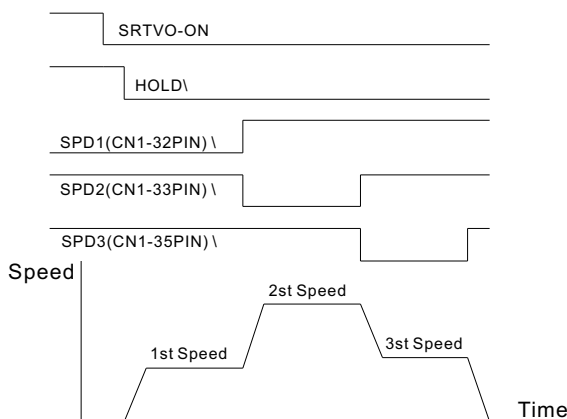 SRTVO-ON
HOLD\
SPD1(CN1-32PIN) \
SPD2(CN1-33PIN) \
SPD3(CN1-35PIN) \
Speed
2st Speed
1st Speed
3st Speed
Time